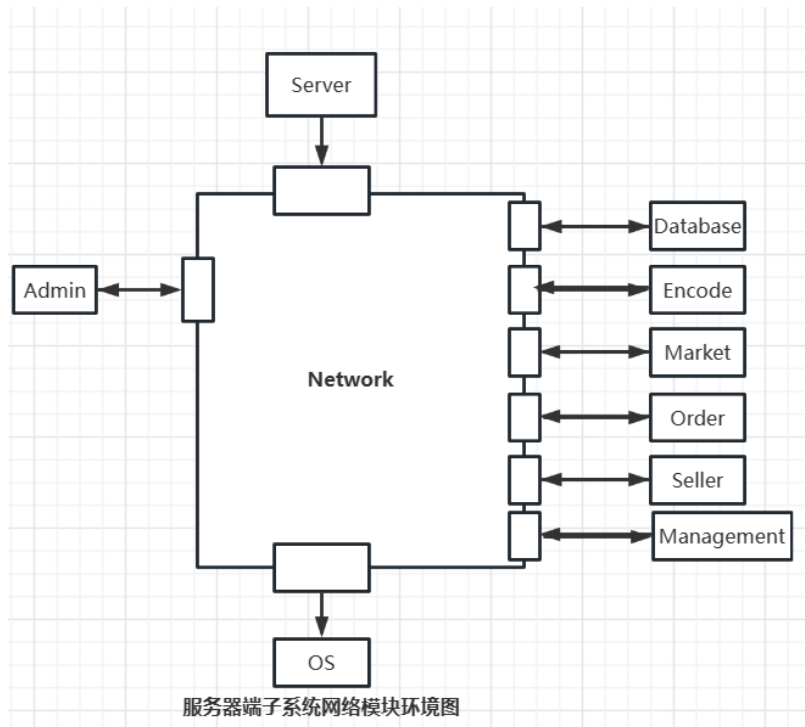 Server
Database
Admin
Encode
Market
Network
Order
Seller
Management
OS
服务器端子系统网络模块环境图